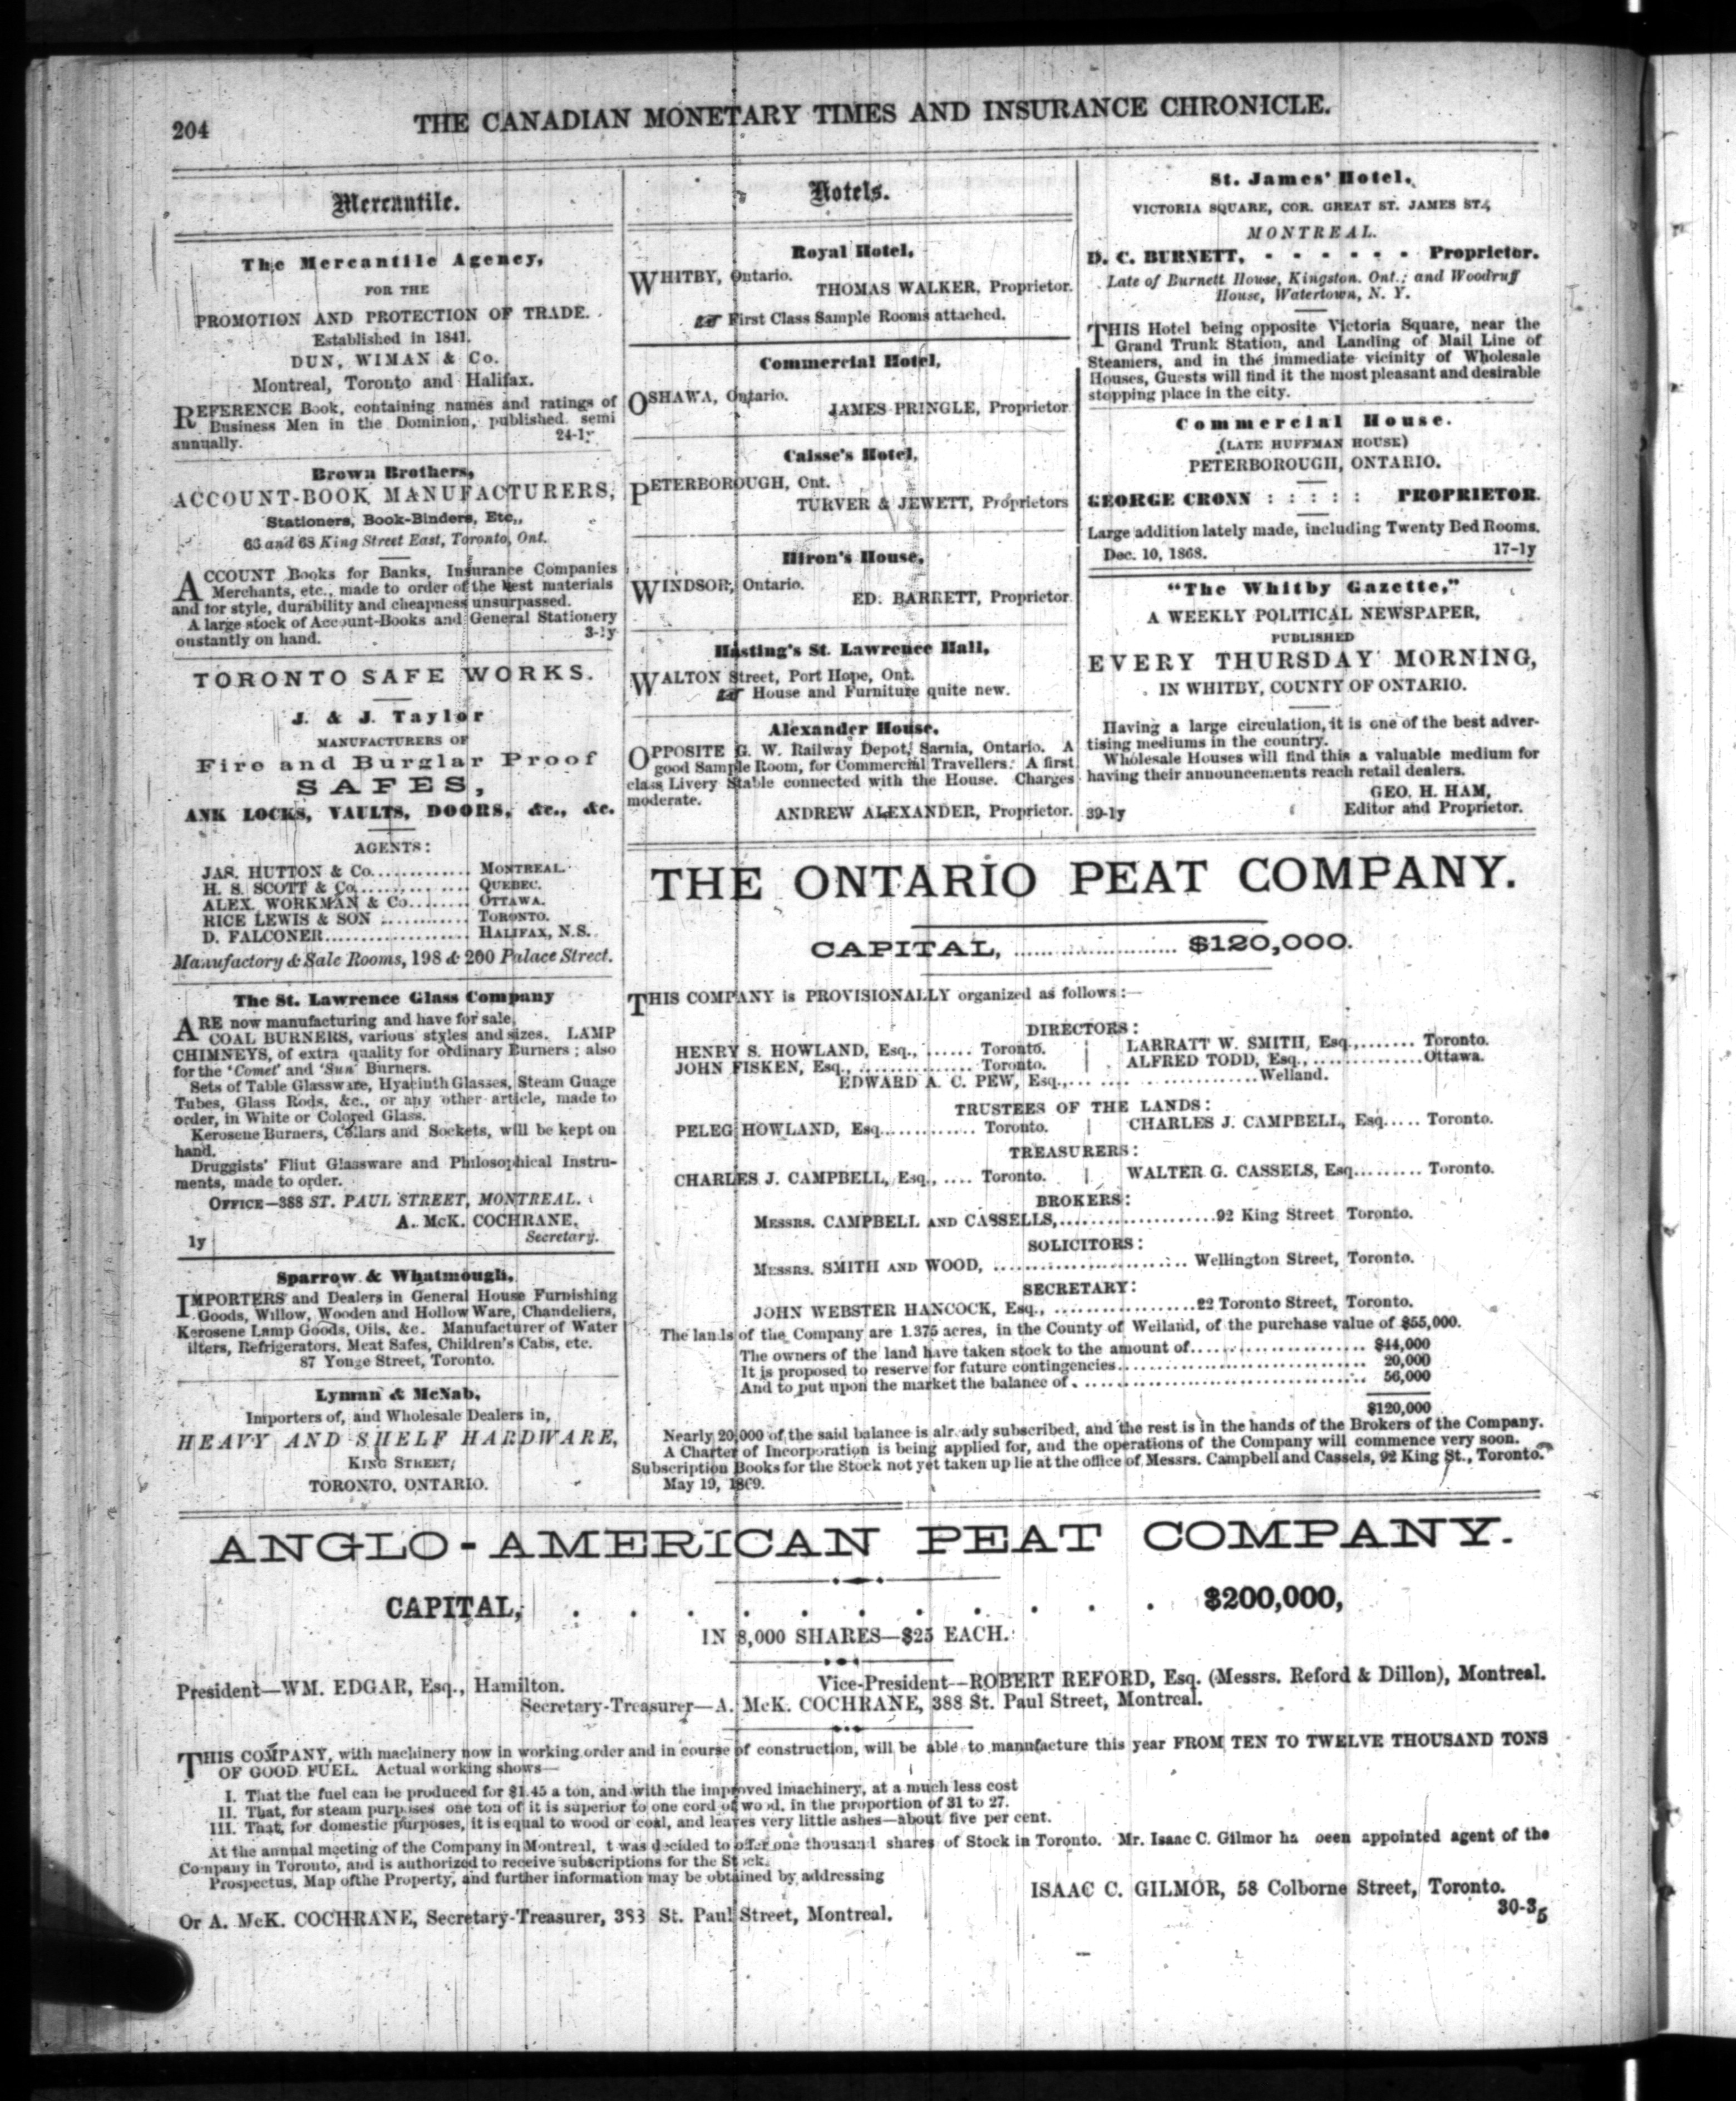 204
THE CANADIAN MONETARY TIMES AND INSURANCE CHRONICLE.
Mercantile.
The Mercantile Agency,
FOR THE
PROMOTION AND PROTECTION OF TRADE.
Established in 1841.
DUN, WIMAN & Co.
Montreal, Toronto and Halifax.
REFERENCE Book, containing names and ratings of
Business Men in the Dominion, published. semi
annually. 24-1y
Brown Brothers,
ACCOUNT-BOOK MANUFACTURERS,
Stationers, Book-Binders, Etc,,
63 and 68 King Street East, Toronto, Ont.
ACCOUNT Books for Banks, Insurance Companies
Merchants, etc., made to order of the best materials
and for style, durability and cheapness unsurpassed.
A large stock of Account-Books and General Stationery
onstantly on hand. 3-1y
TORONTO SAFE WORKS.
J. & J. Taylor
MANUFACTURERS OF
Fire and Burglar Proof
SAFES,
ANK LOCKS, VAULTS, DOORS, &c., &c.
AGENTS:
JAS. HUTTON & Co............. MONTREAL.
H. S. SCOTT & Co............. QUEBEC.
ALEX. WORKMAN & Co........ OTTAWA.
RICE LEWIS & SON ............ TORONTO.
D. FALCONER................... HALIFAX, N.S.
Manufactory & Sale Rooms, 198 & 200 Palace Street.
The St. Lawrence Glass Company
ARE now manufacturing and have for sale,
COAL BURNERS, various styles and sizes. LAMP
CHIMNEYS, of extra quality for ordinary Burners ; also
for the 'Comet' and 'Sun' Burners.
Sets of Table Glassware, Hyacinth Glasses, Steam Guage
Tubes, Glass Rods, &c., or any other article, made to
order, in White or Colored Glass.
Kerosene Burners, Collars and Sockets, will be kept on
hand.
Druggists' Flint Glassware and Philosophical Instru-
ments, made to order.
OFFICE—388 ST. PAUL STREET, MONTREAL.
A. McK. COCHRANE,
1y Secretary.
Sparrow & Whatmough,
IMPORTERS and Dealers in General House Furnishing
Goods, Willow, Wooden and Hollow Ware, Chandeliers,
Kerosene Lamp Goods, Oils, &c. Manufacturer of Water
ilters, Refrigerators, Meat Safes, Children's Cabs, etc.
87 Yonge Street, Toronto.
Lyman & McNab,
Importers of, and Wholesale Dealers in,
HEAVY AND SHELF HARDWARE,
KING STREET,
TORONTO, ONTARIO.
Hotels.
Royal Hotel,
WHITBY, Ontario.
THOMAS WALKER, Proprietor.
☞ First Class Sample Rooms attached.
Commercial Hotel,
OSHAWA, Ontario.
JAMES PRINGLE, Proprietor
Caisse's Hotel,
PETERBOROUGH, Ont.
TURVER & JEWETT, Proprietors
Hiron's House,
WINDSOR, Ontario.
ED. BARRETT, Proprietor
Hasting's St. Lawrence Hall,
WALTON Street, Port Hope, Ont.
☞ House and Furniture quite new.
Alexander House,
OPPOSITE G. W. Railway Depot, Sarnia, Ontario. A
good Sample Room, for Commercial Travellers. A first
class Livery Stable connected with the House. Charges
moderate.
ANDREW ALEXANDER, Proprietor.
St. James' Hotel,
VICTORIA SQUARE, COR. GREAT ST. JAMES ST.,
MONTREAL.
D. C. BURNETT, - - - - - - Proprietor.
Late of Burnett House, Kingston. Ont.; and Woodruff
House, Watertown, N. Y.
THIS Hotel being opposite Victoria Square, near the
Grand Trunk Station, and Landing of Mail Line of
Steamers, and in the immediate vicinity of Wholesale
Houses, Guests will find it the most pleasant and desirable
stopping place in the city.
Commercial House.
(LATE HUFFMAN HOUSE)
PETERBOROUGH, ONTARIO.
GEORGE CRONN : : : : : PROPRIETOR.
Large addition lately made, including Twenty Bed Rooms.
Dec. 10, 1868. 17-1y
"The Whitby Gazette,"
A WEEKLY POLITICAL NEWSPAPER,
PUBLISHED
EVERY THURSDAY MORNING,
IN WHITBY, COUNTY OF ONTARIO.
Having a large circulation, it is one of the best adver-
tising mediums in the country.
Wholesale Houses will find this a valuable medium for
having their announcements reach retail dealers.
GEO. H. HAM,
39-1y Editor and Proprietor.
THE ONTARIO PEAT COMPANY.
CAPITAL, ........................ $120,000.
THIS COMPANY is PROVISIONALLY organized as follows:—
DIRECTORS:
HENRY S. HOWLAND, Esq., ...... Toronto. | LARRATT W. SMITH, Esq.,....... Toronto.
JOHN FISKEN, Esq., .............. Toronto. | ALFRED TODD, Esq., ..............Ottawa.
EDWARD A. C. PEW, Esq.,... .... .................Welland.
TRUSTEES OF THE LANDS:
PELEG HOWLAND, Esq............. Toronto. | CHARLES J. CAMPBELL, Esq..... Toronto.
TREASURERS:
CHARLES J. CAMPBELL, Esq., .... Toronto. | WALTER G. CASSELS, Esq......... Toronto.
BROKERS:
MESSRS. CAMPBELL AND CASSELLS,......................92 King Street Toronto.
SOLICITORS:
MESSRS. SMITH AND WOOD, .......................... Wellington Street, Toronto.
SECRETARY:
JOHN WEBSTER HANCOCK, Esq., ...................22 Toronto Street, Toronto.
The lands of the Company are 1.375 acres, in the County of Welland, of the purchase value of $55,000.
The owners of the land have taken stock to the amount of......................... $44,000
It is proposed to reserve for future contingencies................................... 20,000
And to put upon the market the balance of . ....................................... 56,000
$120,000
Nearly 20,000 of the said balance is already subscribed, and the rest is in the hands of the Brokers of the Company.
A Charter of Incorporation is being applied for, and the operations of the Company will commence very soon.
Subscription Books for the Stock not yet taken up lie at the office of Messrs. Campbell and Cassels, 92 King St., Toronto.
May 19, 1869.
ANGLO-AMERICAN PEAT COMPANY.
CAPITAL, . . . . . . . . . . . $200,000,
IN 8,000 SHARES—$25 EACH.
President—WM. EDGAR, Esq., Hamilton. Vice-President—ROBERT REFORD, Esq. (Messrs. Reford & Dillon), Montreal.
Secretary-Treasurer—A. McK. COCHRANE, 388 St. Paul Street, Montreal.
THIS COMPANY, with machinery now in working order and in course of construction, will be able to manufacture this year FROM TEN TO TWELVE THOUSAND TONS
OF GOOD FUEL. Actual working shows—
I. That the fuel can be produced for $1.45 a ton, and with the improved imachinery, at a much less cost
II. That, for steam purposes one ton of it is superior to one cord of wood, in the proportion of 31 to 27.
III. That, for domestic purposes, it is equal to wood or coal, and leaves very little ashes—about five per cent.
At the annual meeting of the Company in Montreal, t was decided to offer one thousand shares of Stock in Toronto. Mr. Isaac C. Gilmor ha been appointed agent of the
Company in Toronto, and is authorized to receive subscriptions for the Stock.
Prospectus, Map ofthe Property, and further information may be obtained by addressing
ISAAC C. GILMOR, 58 Colborne Street, Toronto.
Or A. McK. COCHRANE, Secretary-Treasurer, 383 St. Paul Street, Montreal. 30-35